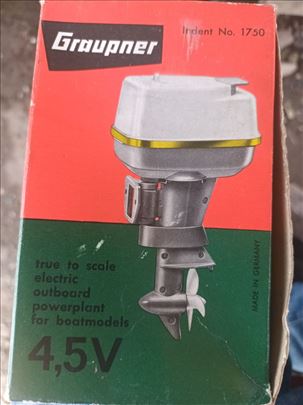 Graupner
Indent No. 1750
true to scale
electric
outboard
powerplant
for boatmodels
4,5V
MADE IN GERMANY